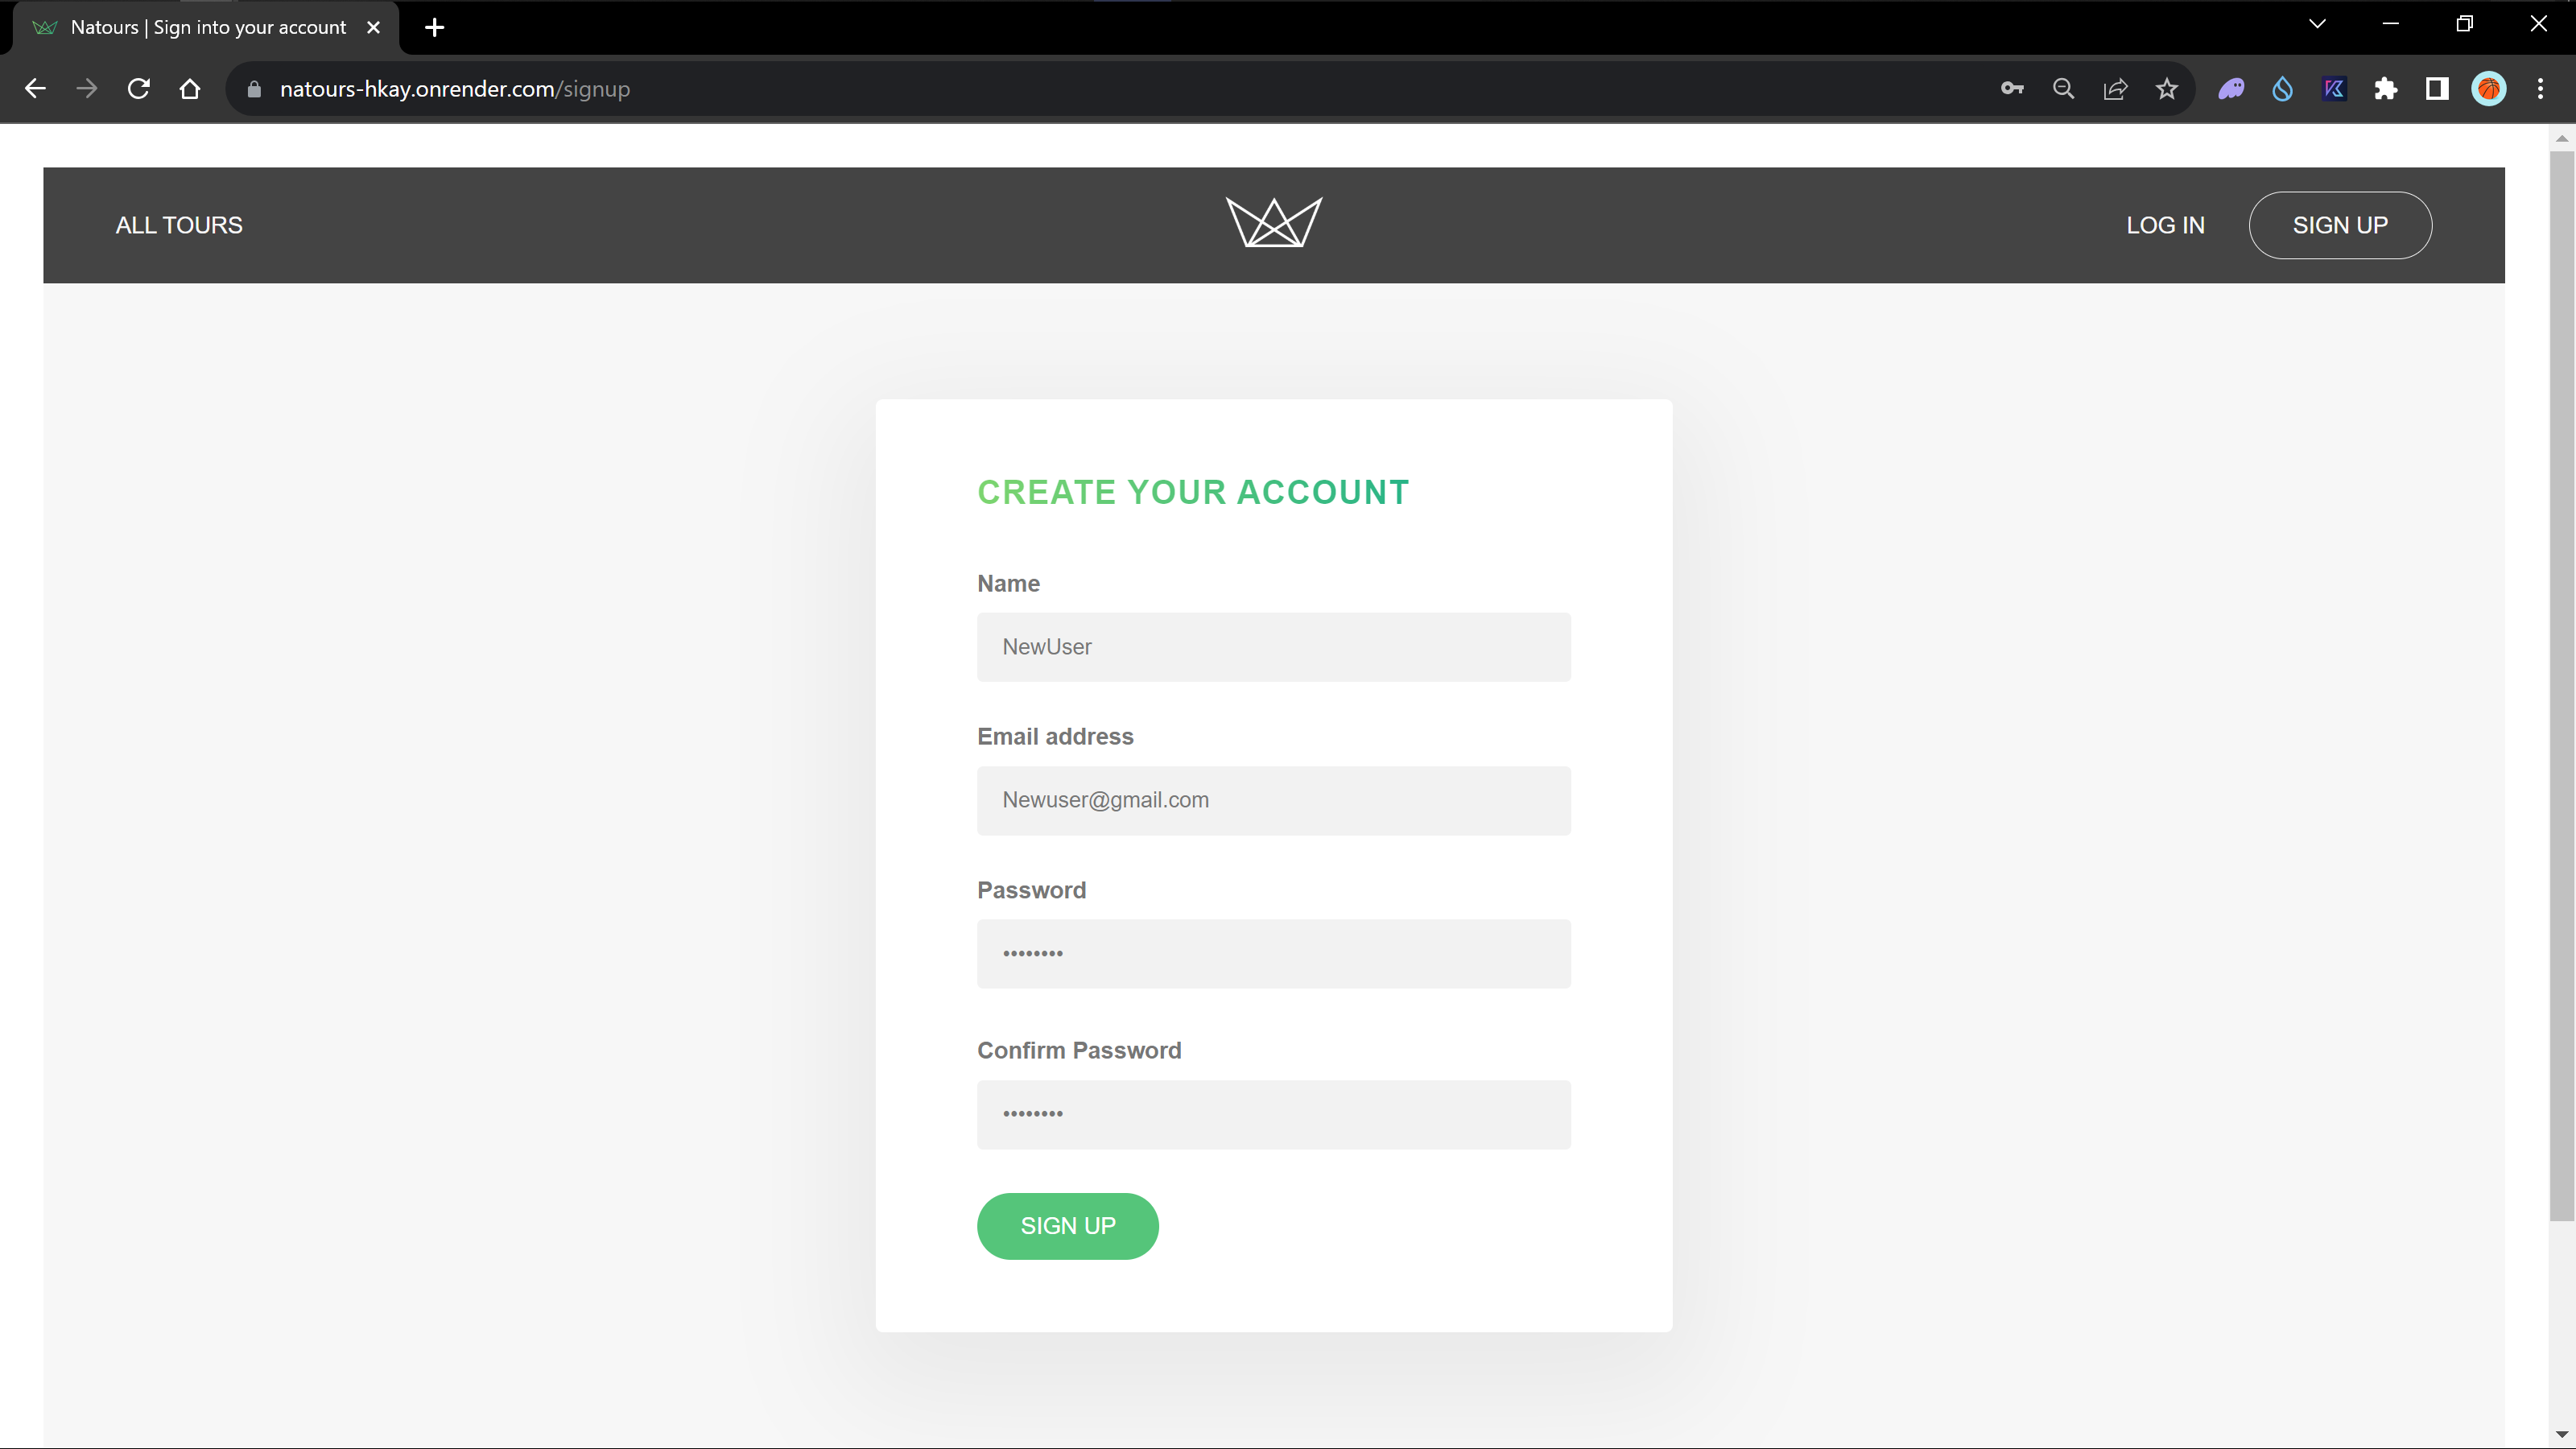 Natours | Sign into your account
natours-hkay.onrender.com/signup
ALL TOURS
LOG IN
SIGN UP
CREATE YOUR ACCOUNT
Name
NewUser
Email address
Newuser@gmail.com
Password
••••••••
Confirm Password
••••••••
SIGN UP